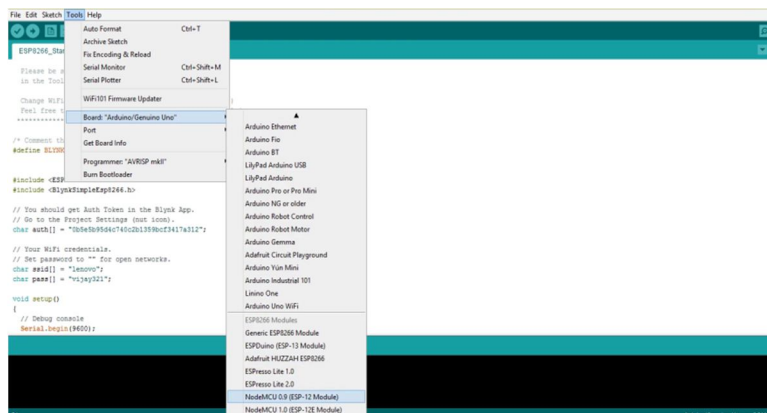 File Edit Sketch Tools Help
Auto Format Ctrl+T
Archive Sketch
Fix Encoding & Reload
Serial Monitor Ctrl+Shift+M
Serial Plotter Ctrl+Shift+L
WiFi101 Firmware Updater
Board: "Arduino/Genuino Uno"
Port
Get Board Info
Programmer: "AVRISP mkII"
Burn Bootloader
Arduino Ethernet
Arduino Fio
Arduino BT
LilyPad Arduino USB
LilyPad Arduino
Arduino Pro or Pro Mini
Arduino NG or older
Arduino Robot Control
Arduino Robot Motor
Arduino Gemma
Adafruit Circuit Playground
Arduino Yún Mini
Arduino Industrial 101
Linino One
Arduino Uno WiFi
ESP8266 Modules
Generic ESP8266 Module
ESPDuino (ESP-13 Module)
Adafruit HUZZAH ESP8266
ESPresso Lite 1.0
ESPresso Lite 2.0
NodeMCU 0.9 (ESP-12 Module)
NodeMCU 1.0 (ESP-12E Module)
ESP8266_Sta
Please be s
in the Tool
Change WiFi
Feel free t
/* Comment th
#define BLYNK
#include <ESP
#include <BlynkSimpleEsp8266.h>
// You should get Auth Token in the Blynk App.
// Go to the Project Settings (nut icon).
char auth[] = "0b5e5b95d4c740c2b1359bcf3417a312";
// Your WiFi credentials.
// Set password to "" for open networks.
char ssid[] = "lenovo";
char pass[] = "vijay321";
void setup()
{
// Debug console
Serial.begin(9600);